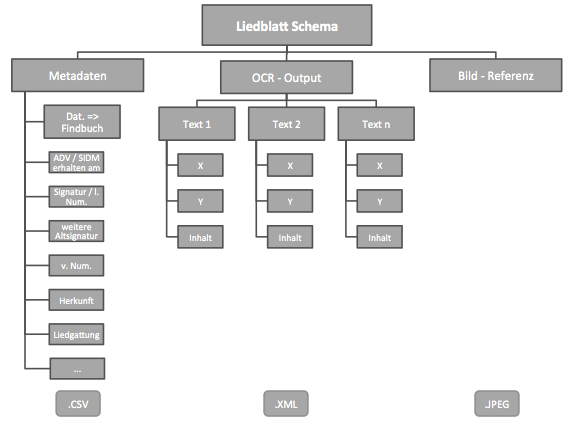 Liedblatt Schema
Metadaten
OCR - Output
Bild - Referenz
Dat. =>
Findbuch
ADV / SIDM
erhalten am
Signatur / l.
Num.
weitere
Altsignatur
v. Num.
Herkunft
Liedgattung
...
Text 1
X
Y
Inhalt
Text 2
X
Y
Inhalt
Text n
X
Y
Inhalt
.CSV
.XML
.JPEG